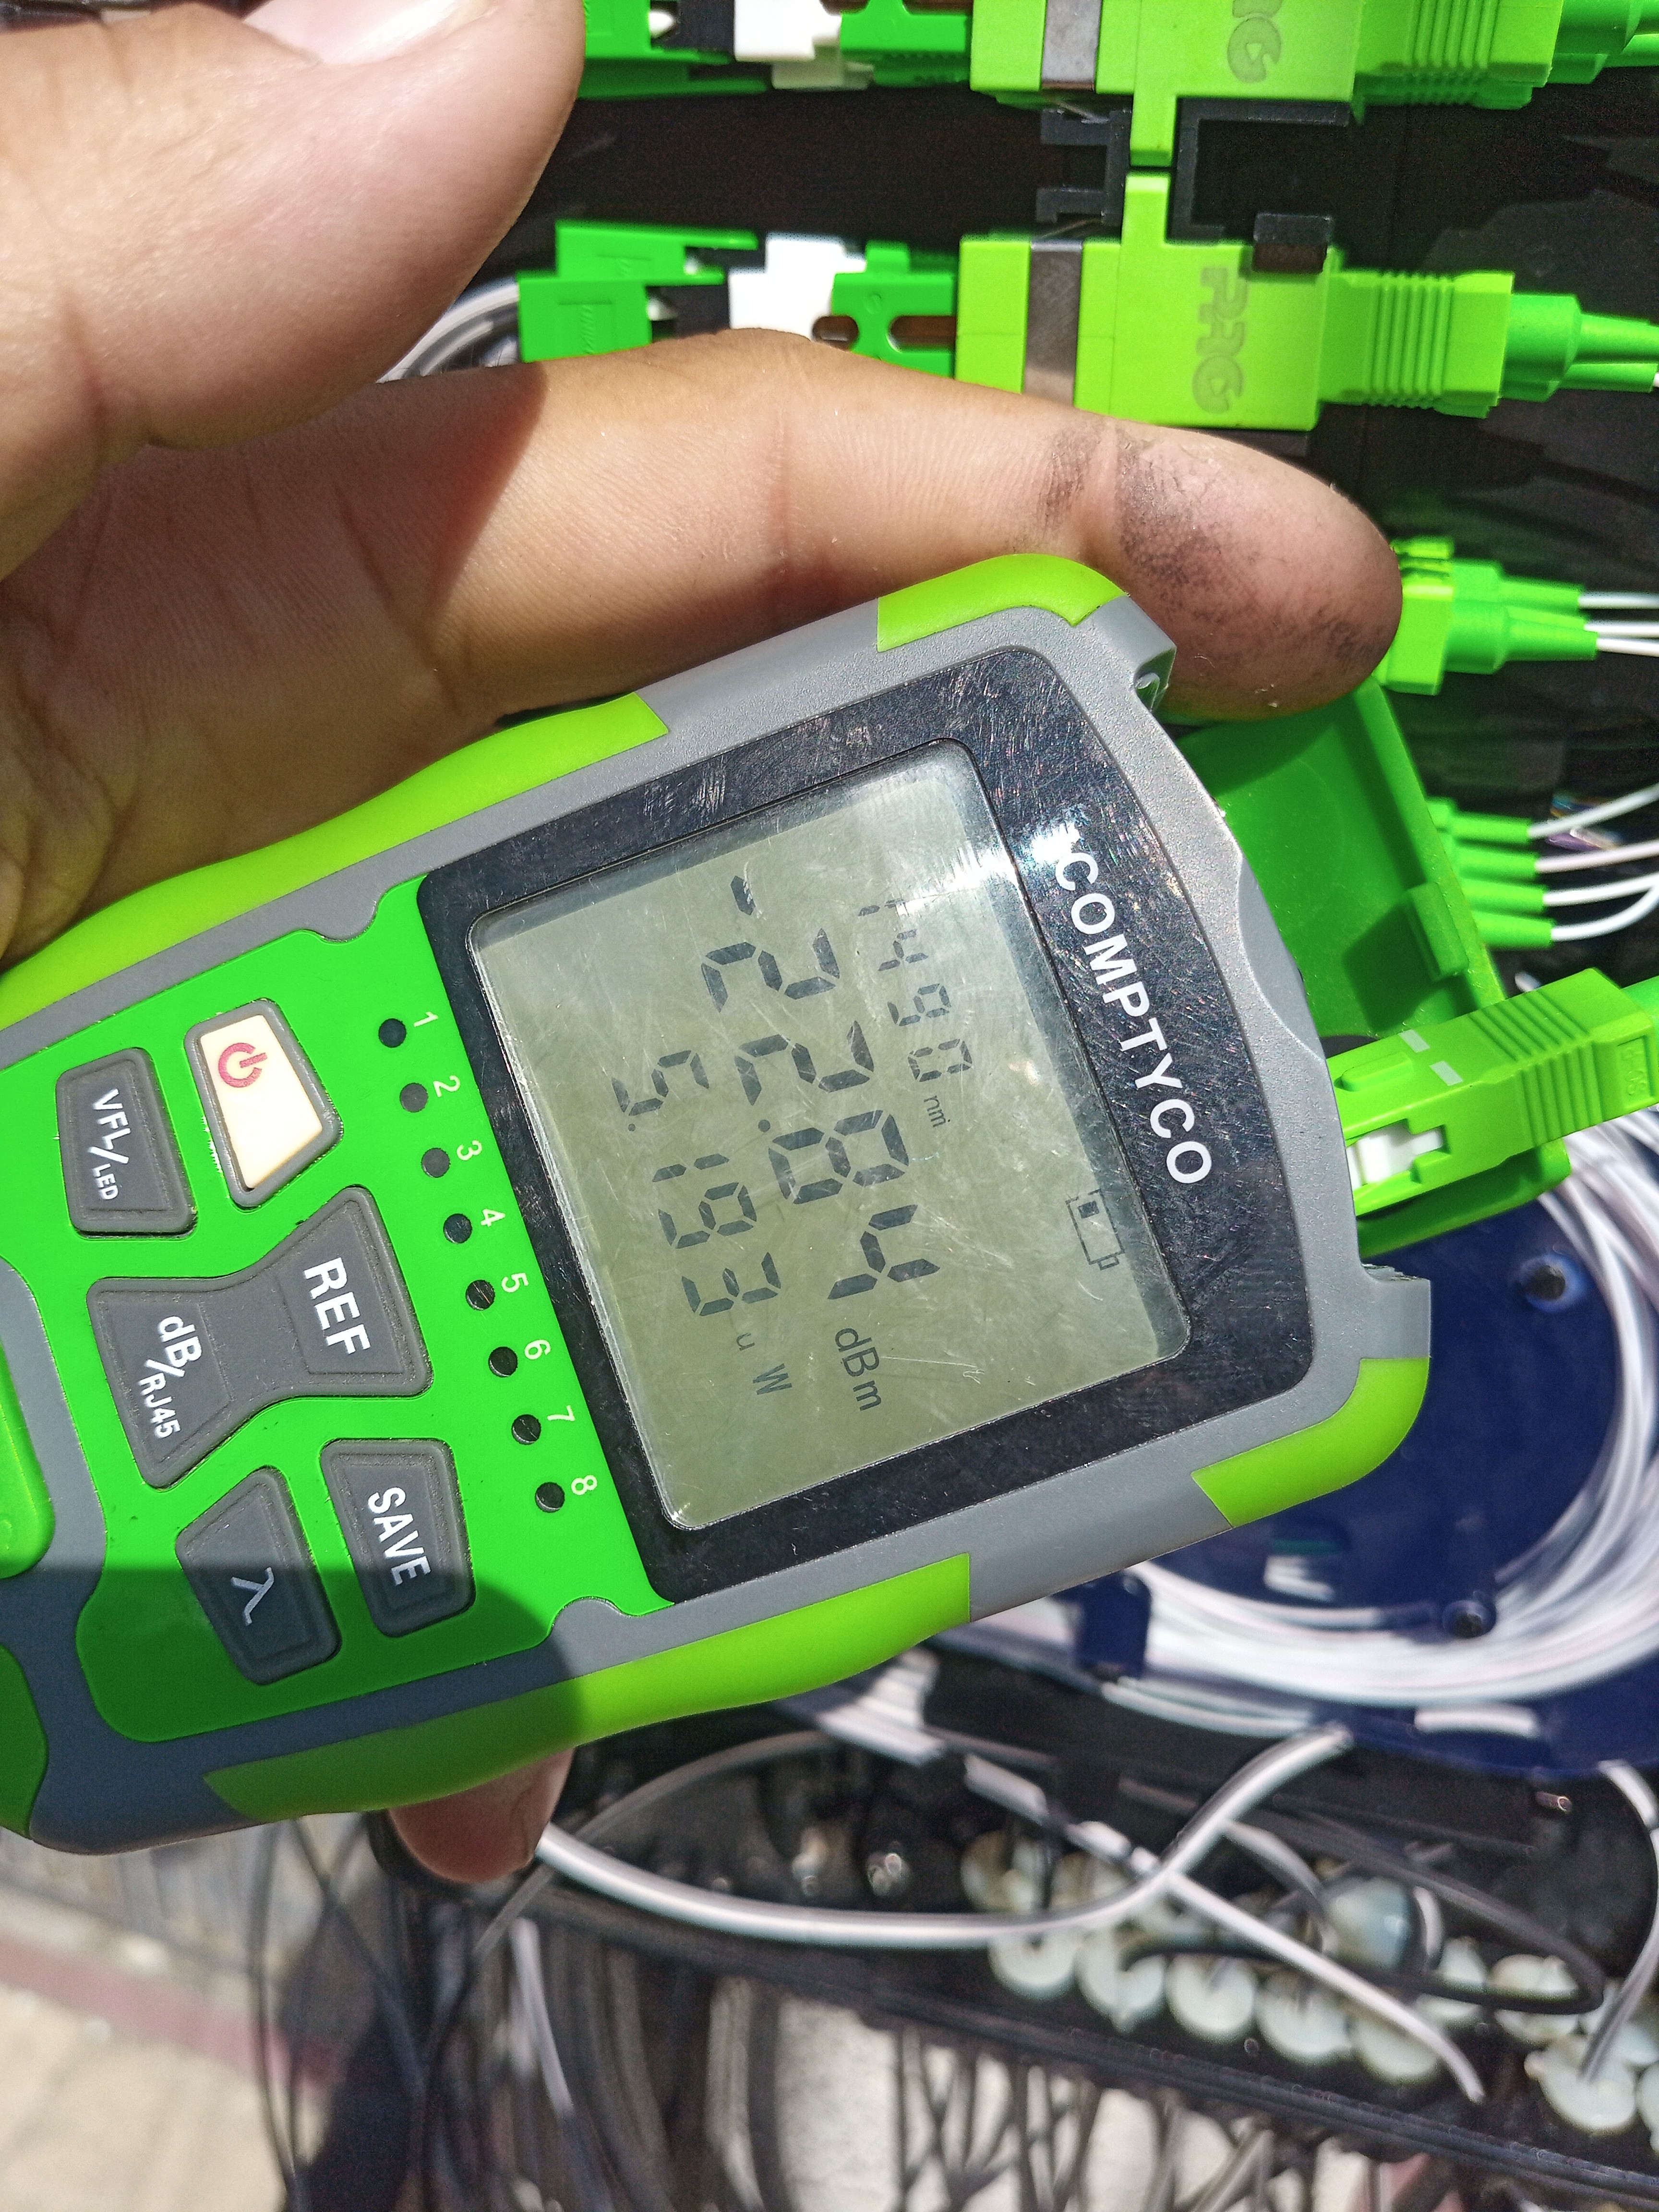 COMPTYCO
1490 nm
-22.84 dBm
5.193 uW
1 2 3 4 5 6 7 8
REF SAVE
VFL/LED dB/RJ45 λ